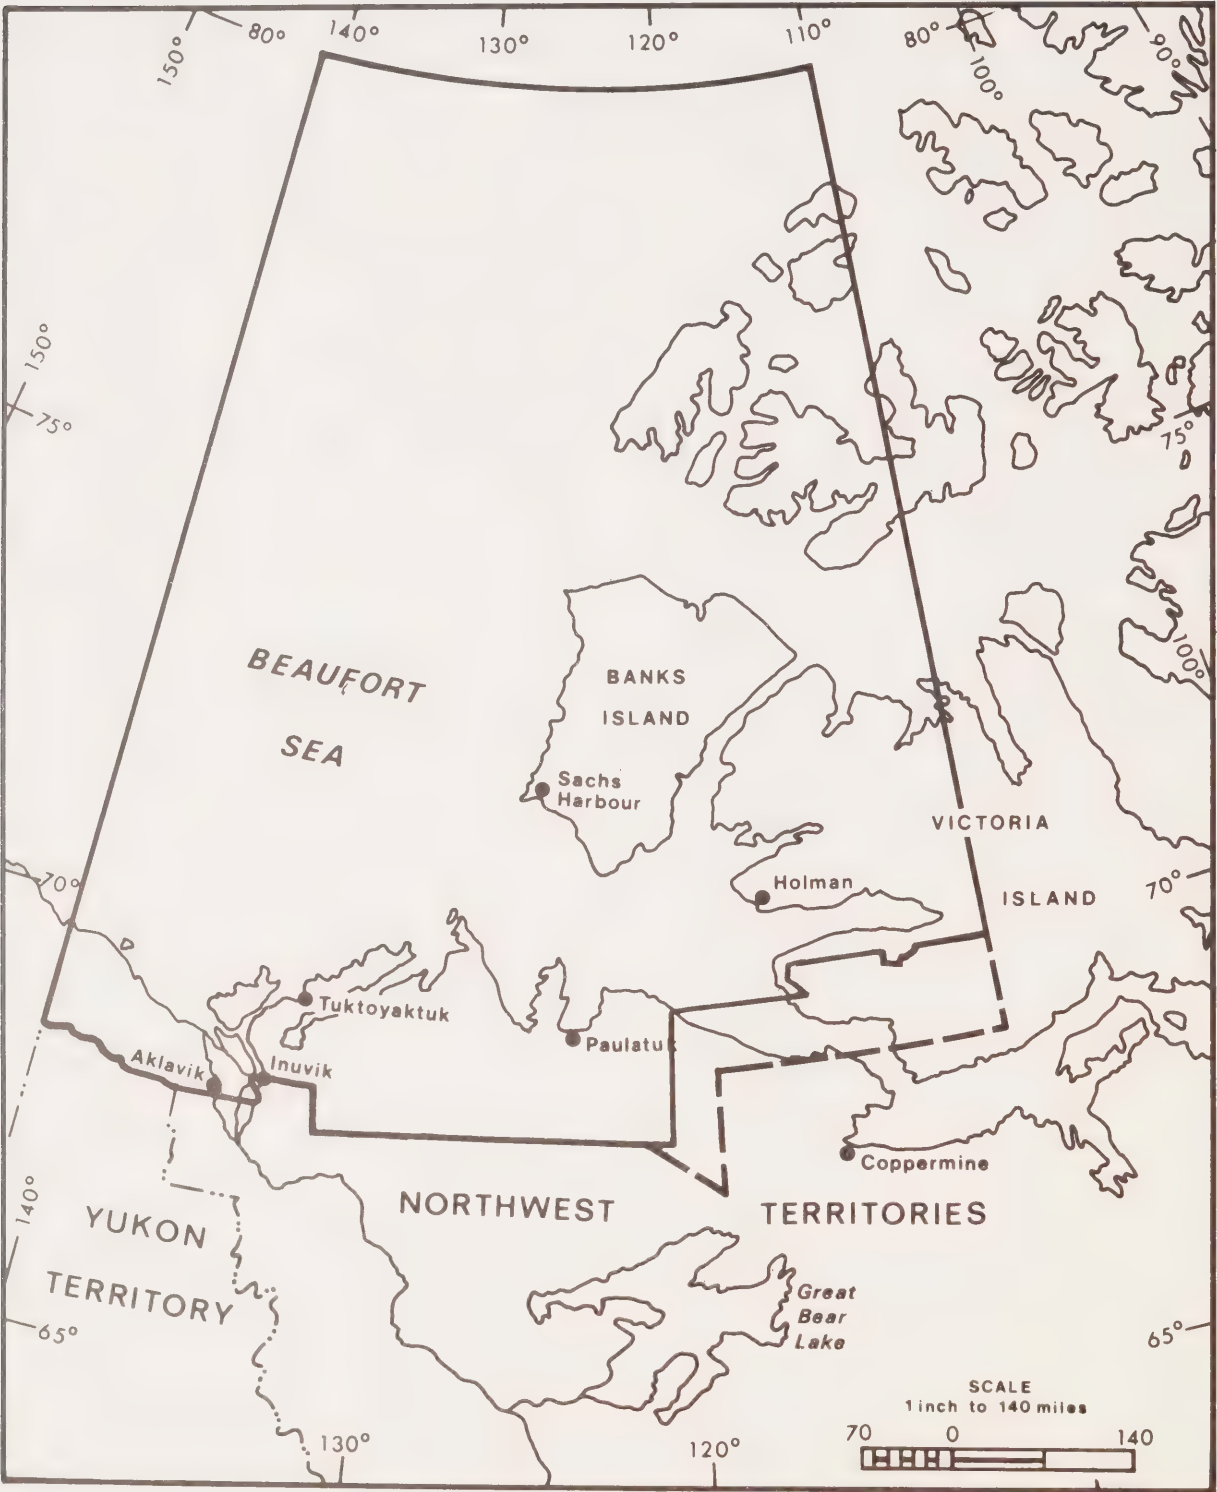 150°
80°
140°
130°
120°
110°
80°
100°
90°
150°
75°
75°
BEAUFORT
SEA
BANKS
ISLAND
100°
Sachs
Harbour
VICTORIA
ISLAND
70°
Holman
70°
Tuktoyaktuk
Aklavik
Inuvik
Paulatuk
Coppermine
140°
YUKON
TERRITORY
NORTHWEST
TERRITORIES
Great
Bear
Lake
65°
65°
SCALE
1 inch to 140 miles
70 0 140
130°
120°